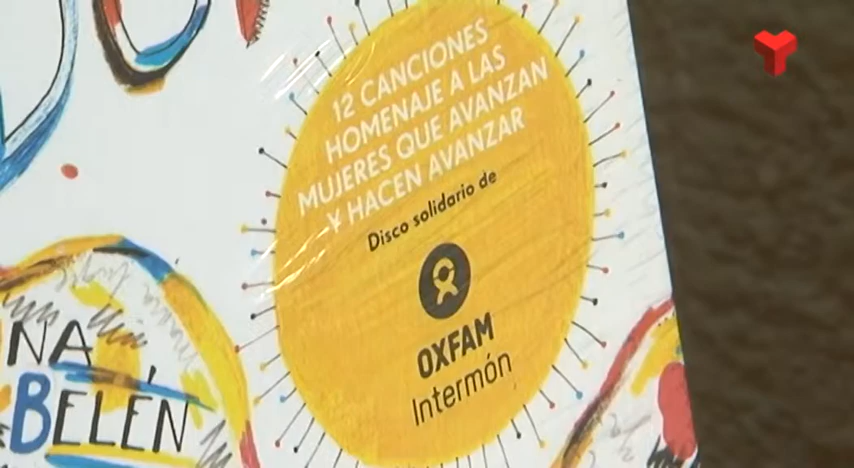 12 CANCIONES
HOMENAJE A LAS
MUJERES QUE AVANZAN
Y HACEN AVANZAR
Disco solidario de
OXFAM
Intermón
NA
BELÉN